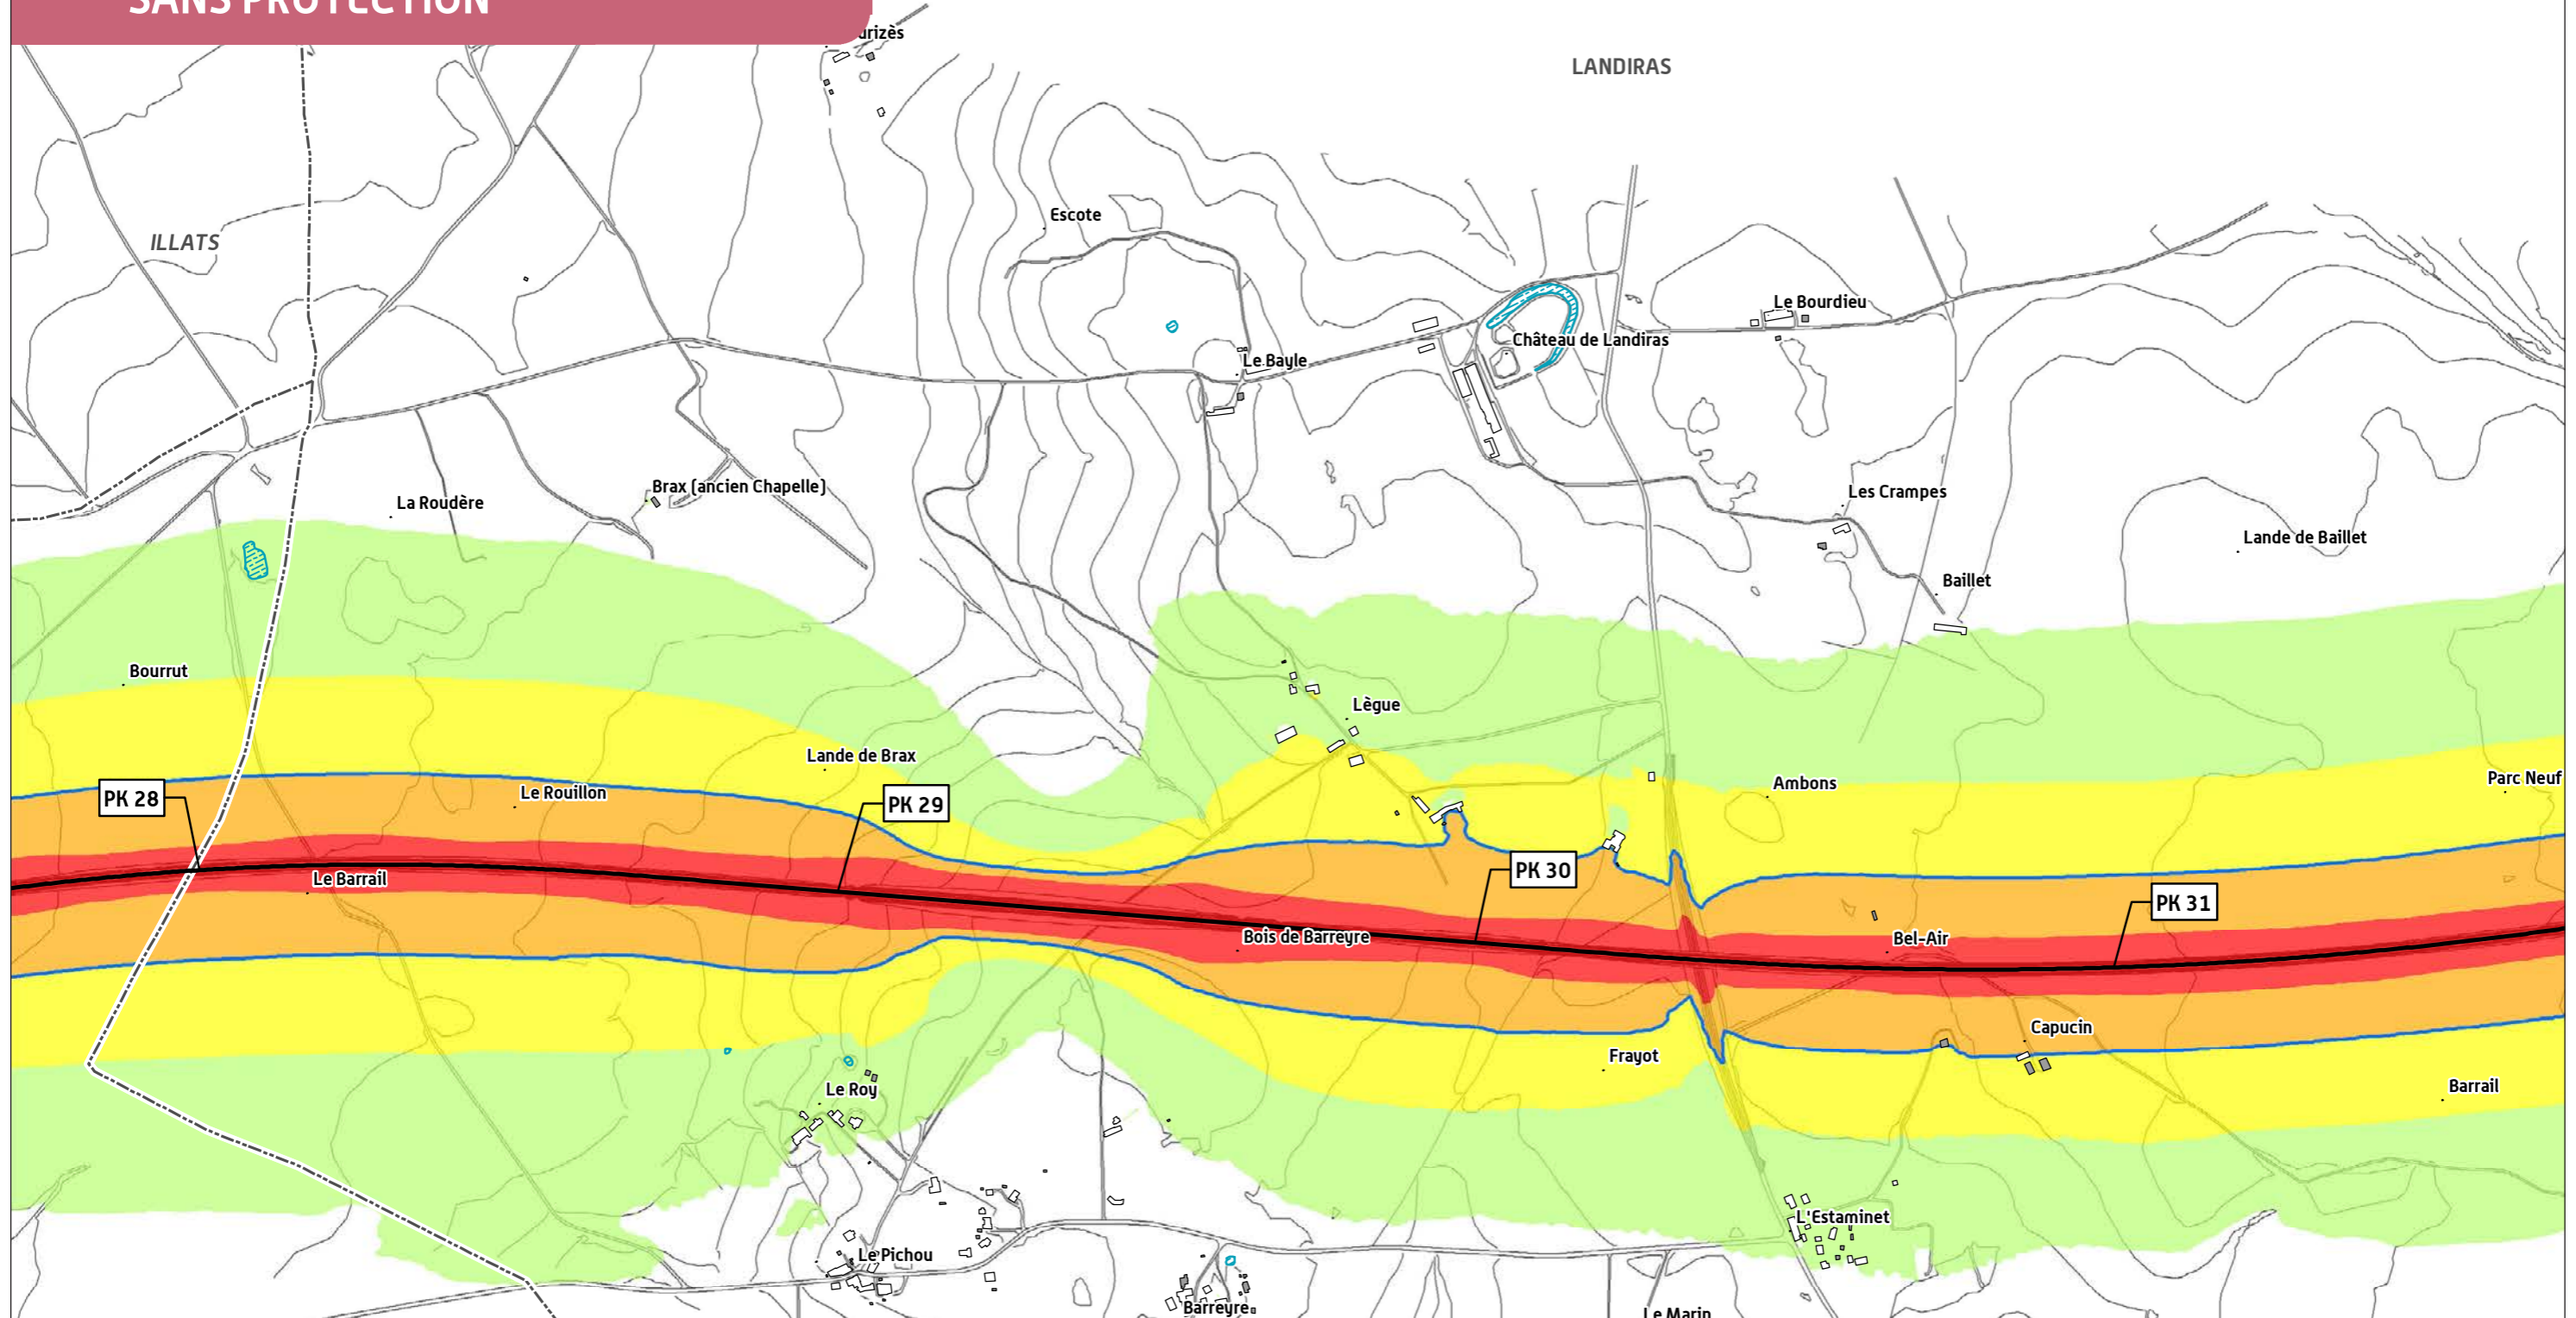 SANS PROTECTION
LANDIRAS
Escote
ILLATS
Le Bourdieu
Château de Landiras
Le Bayle
Brax (ancien Chapelle)
Les Crampes
La Roudère
Lande de Baillet
Baillet
Bourrut
Lègue
Lande de Brax
Ambons
Parc Neuf
Le Rouillon
PK 28
PK 29
PK 30
Le Barrail
PK 31
Bois de Barreyre
Bel-Air
Capucin
Frayot
Le Roy
Barrail
L'Estaminet
Le Pichou
Barreyre
Le Marin